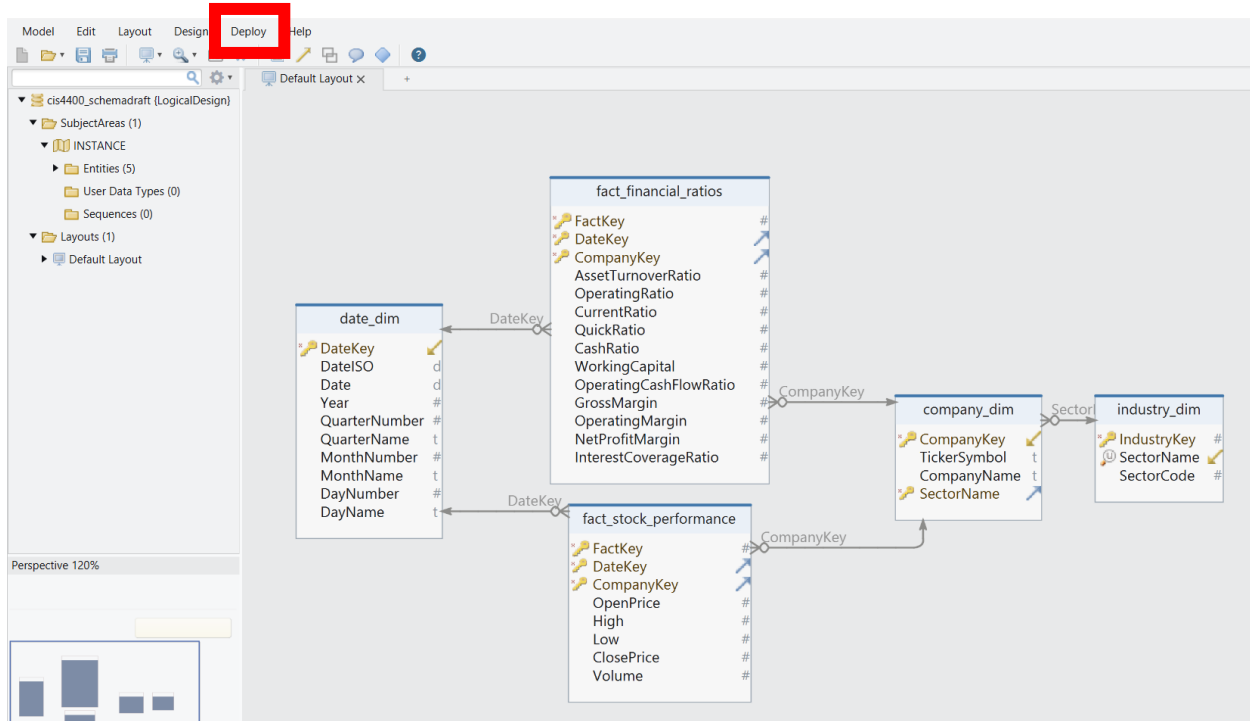 Model Edit Layout Design Deploy Help
Default Layout
+
cis4400_schemadraft {LogicalDesign}
SubjectAreas (1)
INSTANCE
Entities (5)
User Data Types (0)
Sequences (0)
Layouts (1)
Default Layout
Perspective 120%
fact_financial_ratios
FactKey #
DateKey
CompanyKey
AssetTurnoverRatio #
OperatingRatio #
CurrentRatio #
QuickRatio #
CashRatio #
WorkingCapital #
OperatingCashFlowRatio #
GrossMargin #
OperatingMargin #
NetProfitMargin #
InterestCoverageRatio #
DateKey
CompanyKey
date_dim
DateKey
DateISO d
Date d
Year #
QuarterNumber #
QuarterName t
MonthNumber #
MonthName t
DayNumber #
DayName t
DateKey
fact_stock_performance
FactKey #
DateKey
CompanyKey
OpenPrice #
High #
Low #
ClosePrice #
Volume #
CompanyKey
company_dim
CompanyKey
TickerSymbol t
CompanyName t
SectorName
industry_dim
IndustryKey #
SectorName
SectorCode #